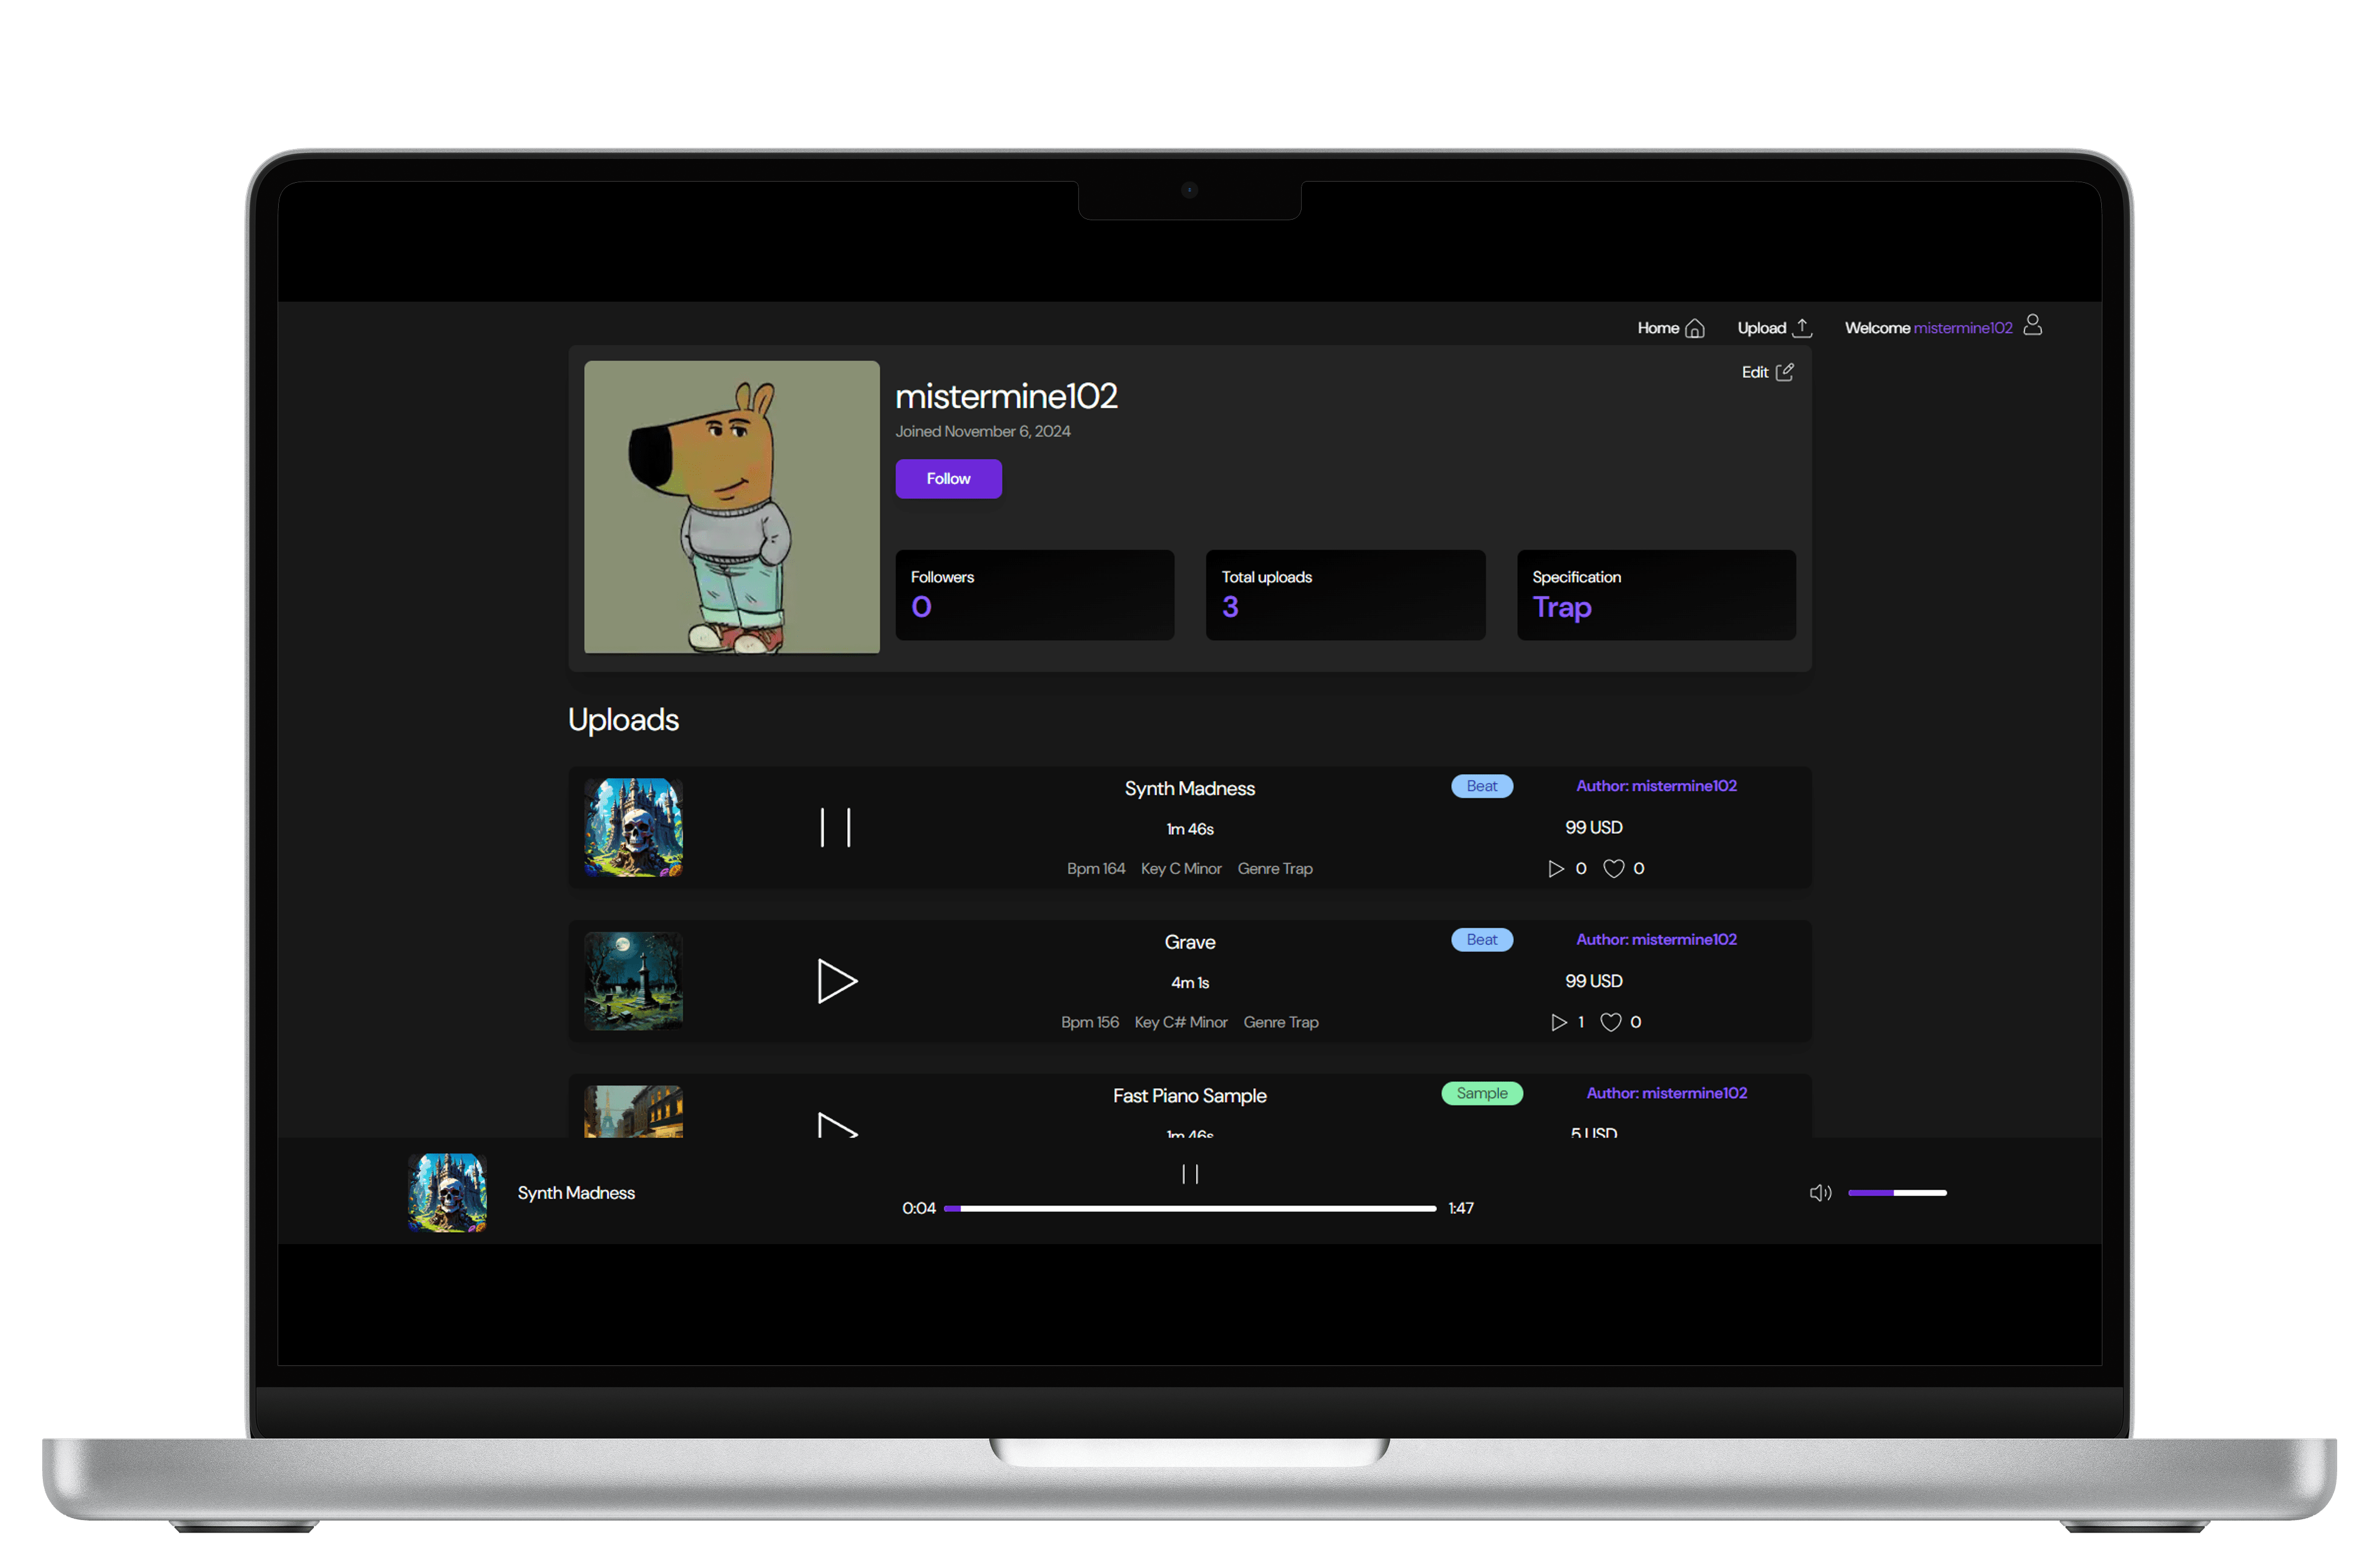 Home Upload Welcome mistermine102
Edit
mistermine102
Joined November 6, 2024
Follow
Followers
0
Total uploads
3
Specification
Trap
Uploads
Synth Madness
Beat
Author: mistermine102
1m 46s
99 USD
Bpm 164 Key C Minor Genre Trap
0 0
Grave
Beat
Author: mistermine102
4m 1s
99 USD
Bpm 156 Key C# Minor Genre Trap
1 0
Fast Piano Sample
Sample
Author: mistermine102
1m 46s
5 USD
Synth Madness
0:04
1:47